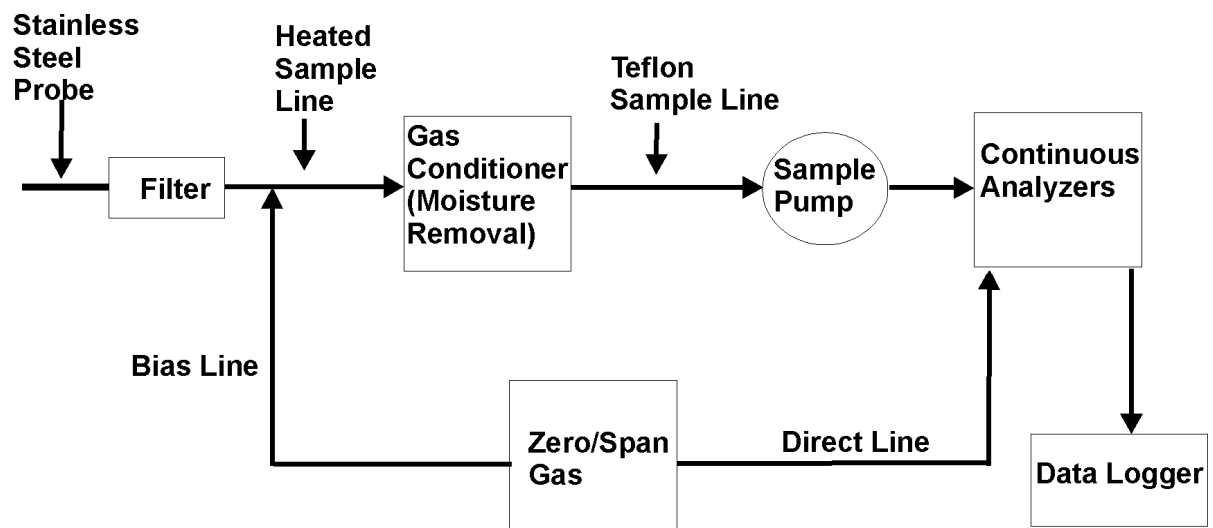 Stainless
Steel
Probe
Heated
Sample
Line
Teflon
Sample Line
Filter
Gas
Conditioner
(Moisture
Removal)
Sample
Pump
Continuous
Analyzers
Bias Line
Zero/Span
Gas
Direct Line
Data Logger